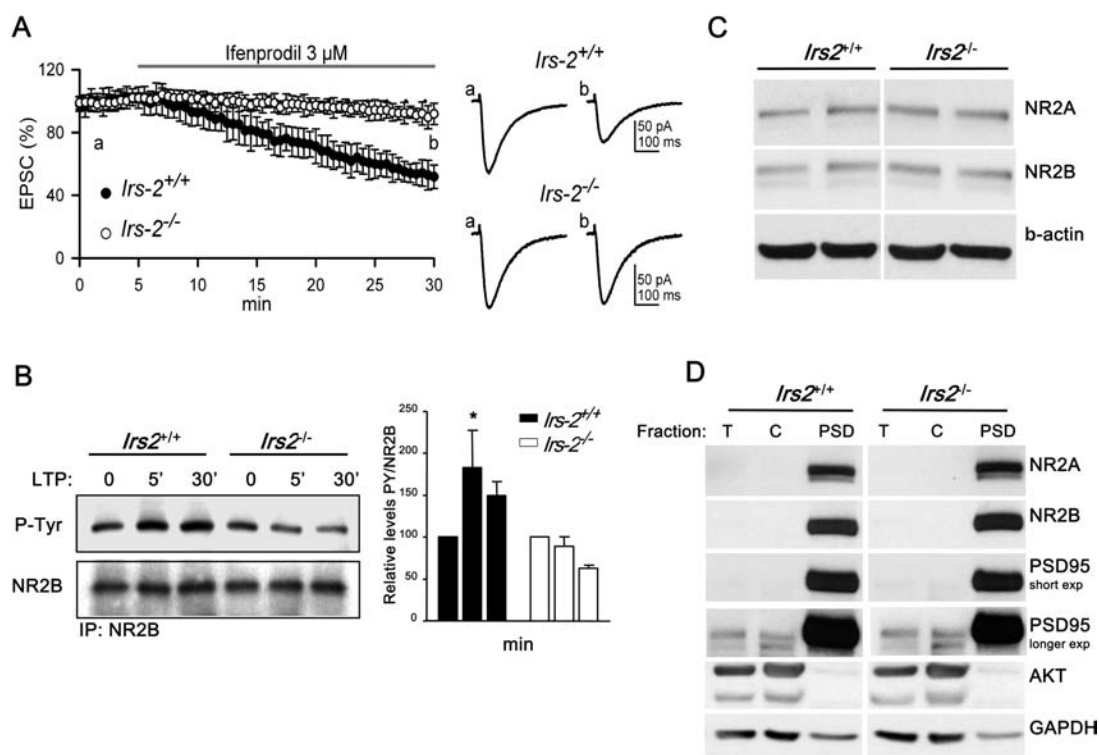 A
Ifenprodil 3 µM
EPSC (%)
120
80
40
0
a
b
Irs-2+/+
Irs-2-/-
0 5 10 15 20 25 30
min
Irs-2+/+
a b
50 pA
100 ms
Irs-2-/-
a b
50 pA
100 ms
C
Irs2+/+ Irs2-/-
NR2A
NR2B
b-actin
B
Irs2+/+ Irs2-/-
LTP: 0 5' 30' 0 5' 30'
P-Tyr
NR2B
IP: NR2B
Relative levels PY/NR2B
250
200
150
100
50
0
*
Irs-2+/+
Irs-2-/-
min
D
Irs2+/+ Irs2-/-
Fraction: T C PSD T C PSD
NR2A
NR2B
PSD95
short exp
PSD95
longer exp
AKT
GAPDH